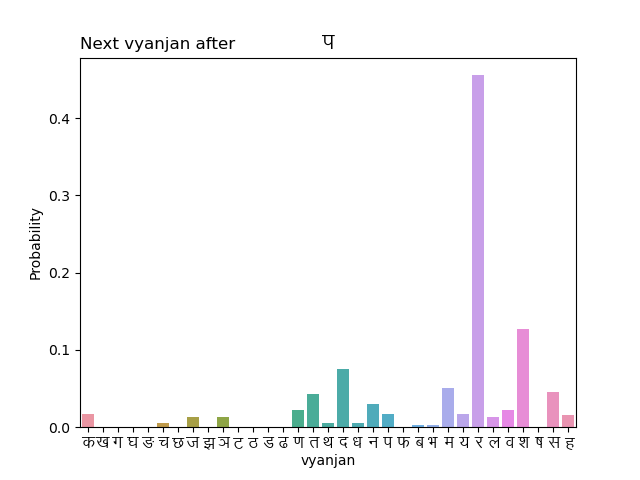 Next vyanjan after प
0.4
0.3
0.2
0.1
0.0
Probability
क ख ग घ ङ च छ ज झ ञ ट ठ ड ढ ण त थ द ध न प फ ब भ म य र ल व श ष स ह
vyanjan